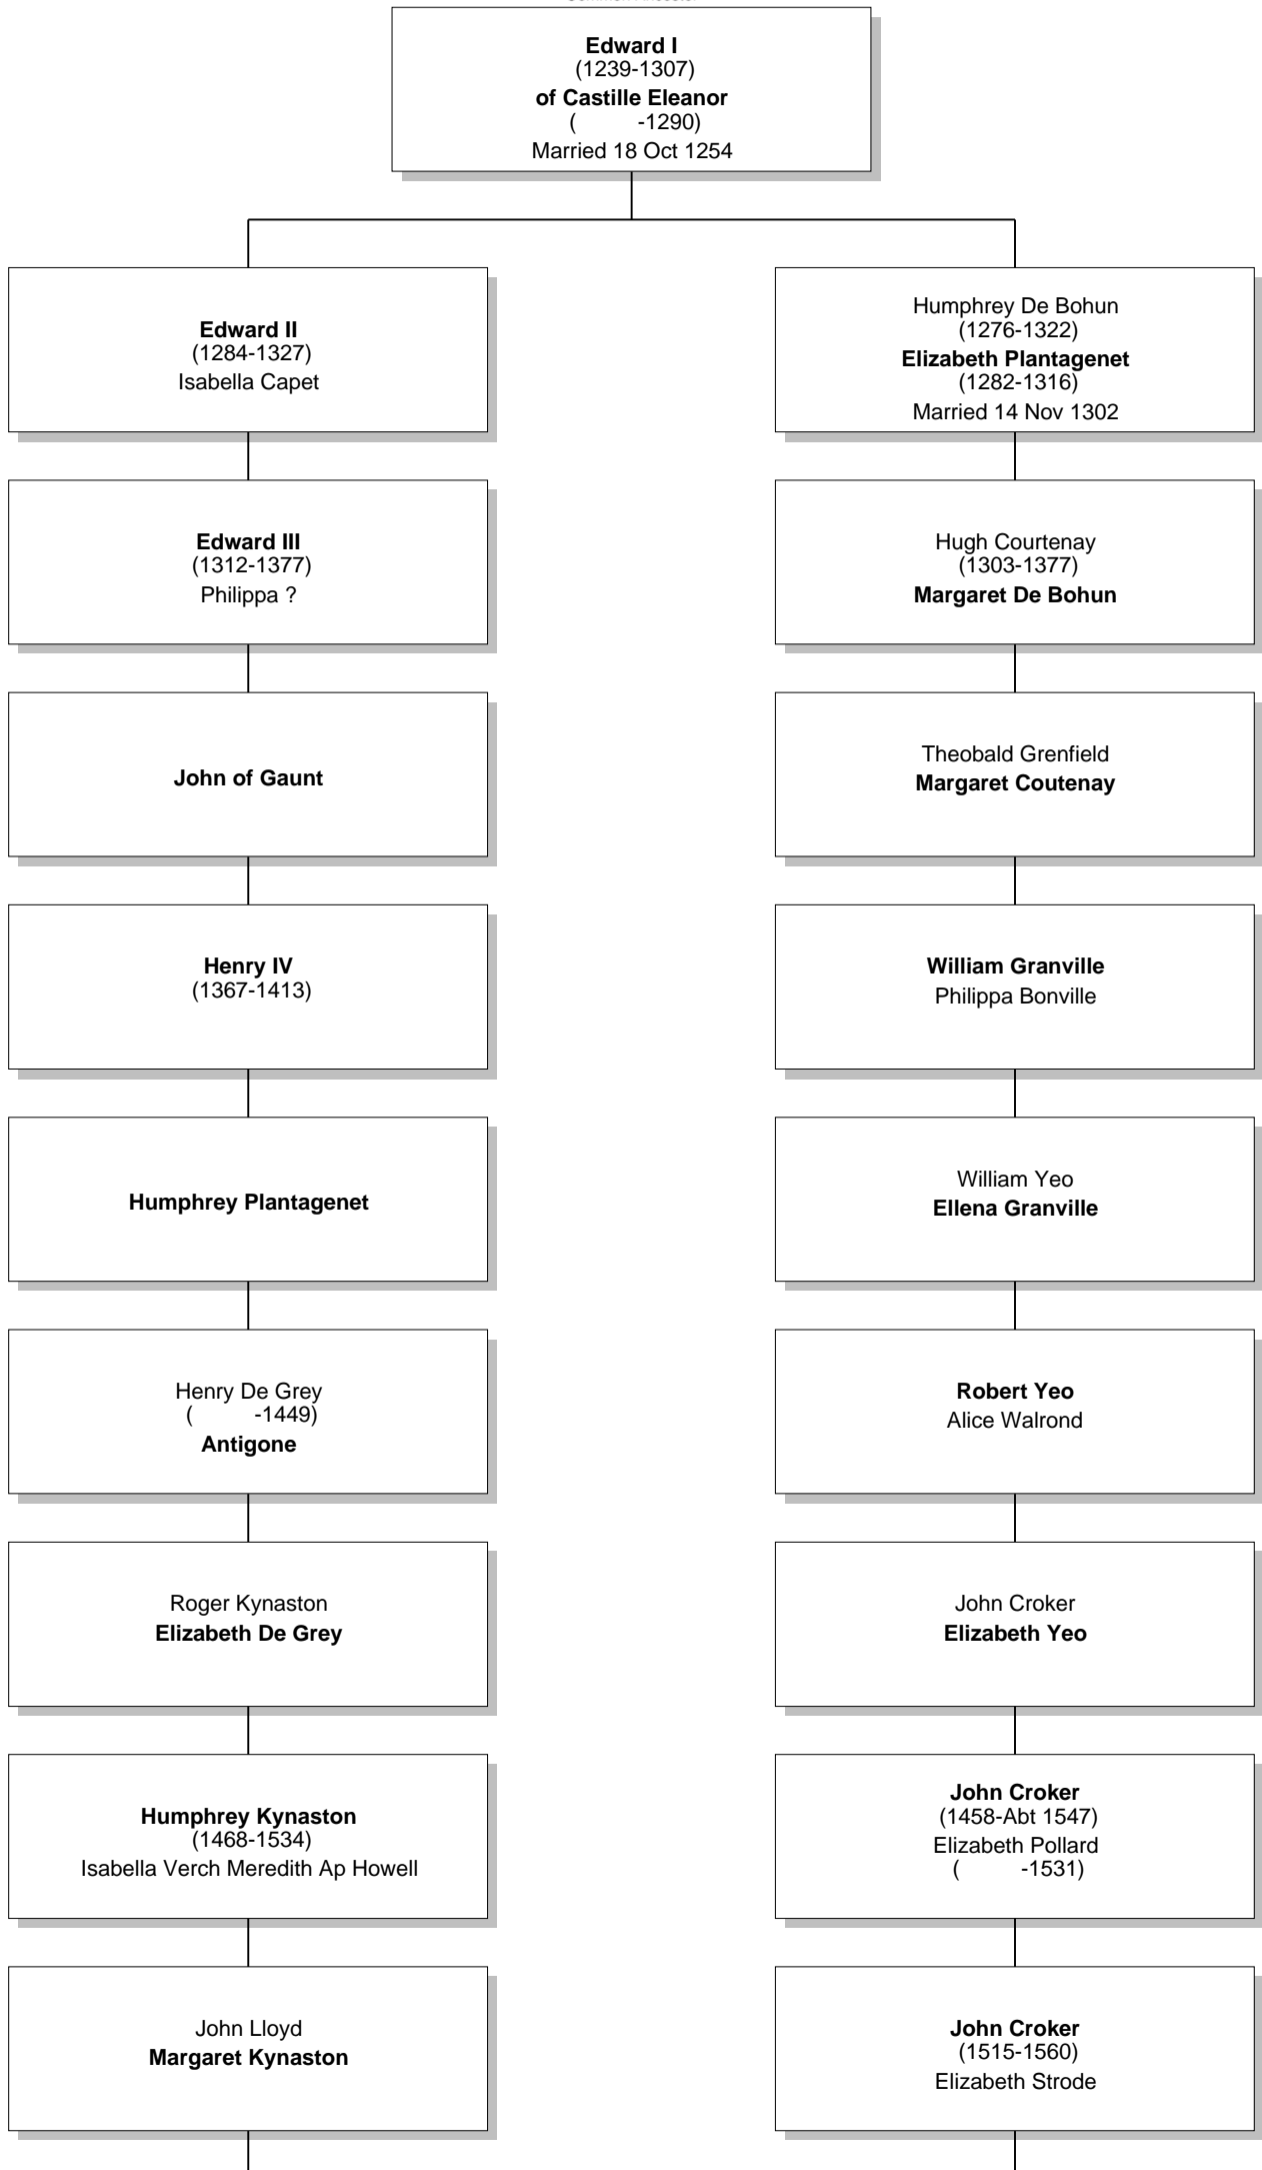 Edward I
(1239-1307)
of Castille Eleanor
( -1290)
Married 18 Oct 1254
Edward II
(1284-1327)
Isabella Capet
Humphrey De Bohun
(1276-1322)
Elizabeth Plantagenet
(1282-1316)
Married 14 Nov 1302
Edward III
(1312-1377)
Philippa ?
Hugh Courtenay
(1303-1377)
Margaret De Bohun
John of Gaunt
Theobald Grenfield
Margaret Coutenay
Henry IV
(1367-1413)
William Granville
Philippa Bonville
Humphrey Plantagenet
William Yeo
Ellena Granville
Henry De Grey
( -1449)
Antigone
Robert Yeo
Alice Walrond
Roger Kynaston
Elizabeth De Grey
John Croker
Elizabeth Yeo
Humphrey Kynaston
(1468-1534)
Isabella Verch Meredith Ap Howell
John Croker
(1458-Abt 1547)
Elizabeth Pollard
( -1531)
John Lloyd
Margaret Kynaston
John Croker
(1515-1560)
Elizabeth Strode